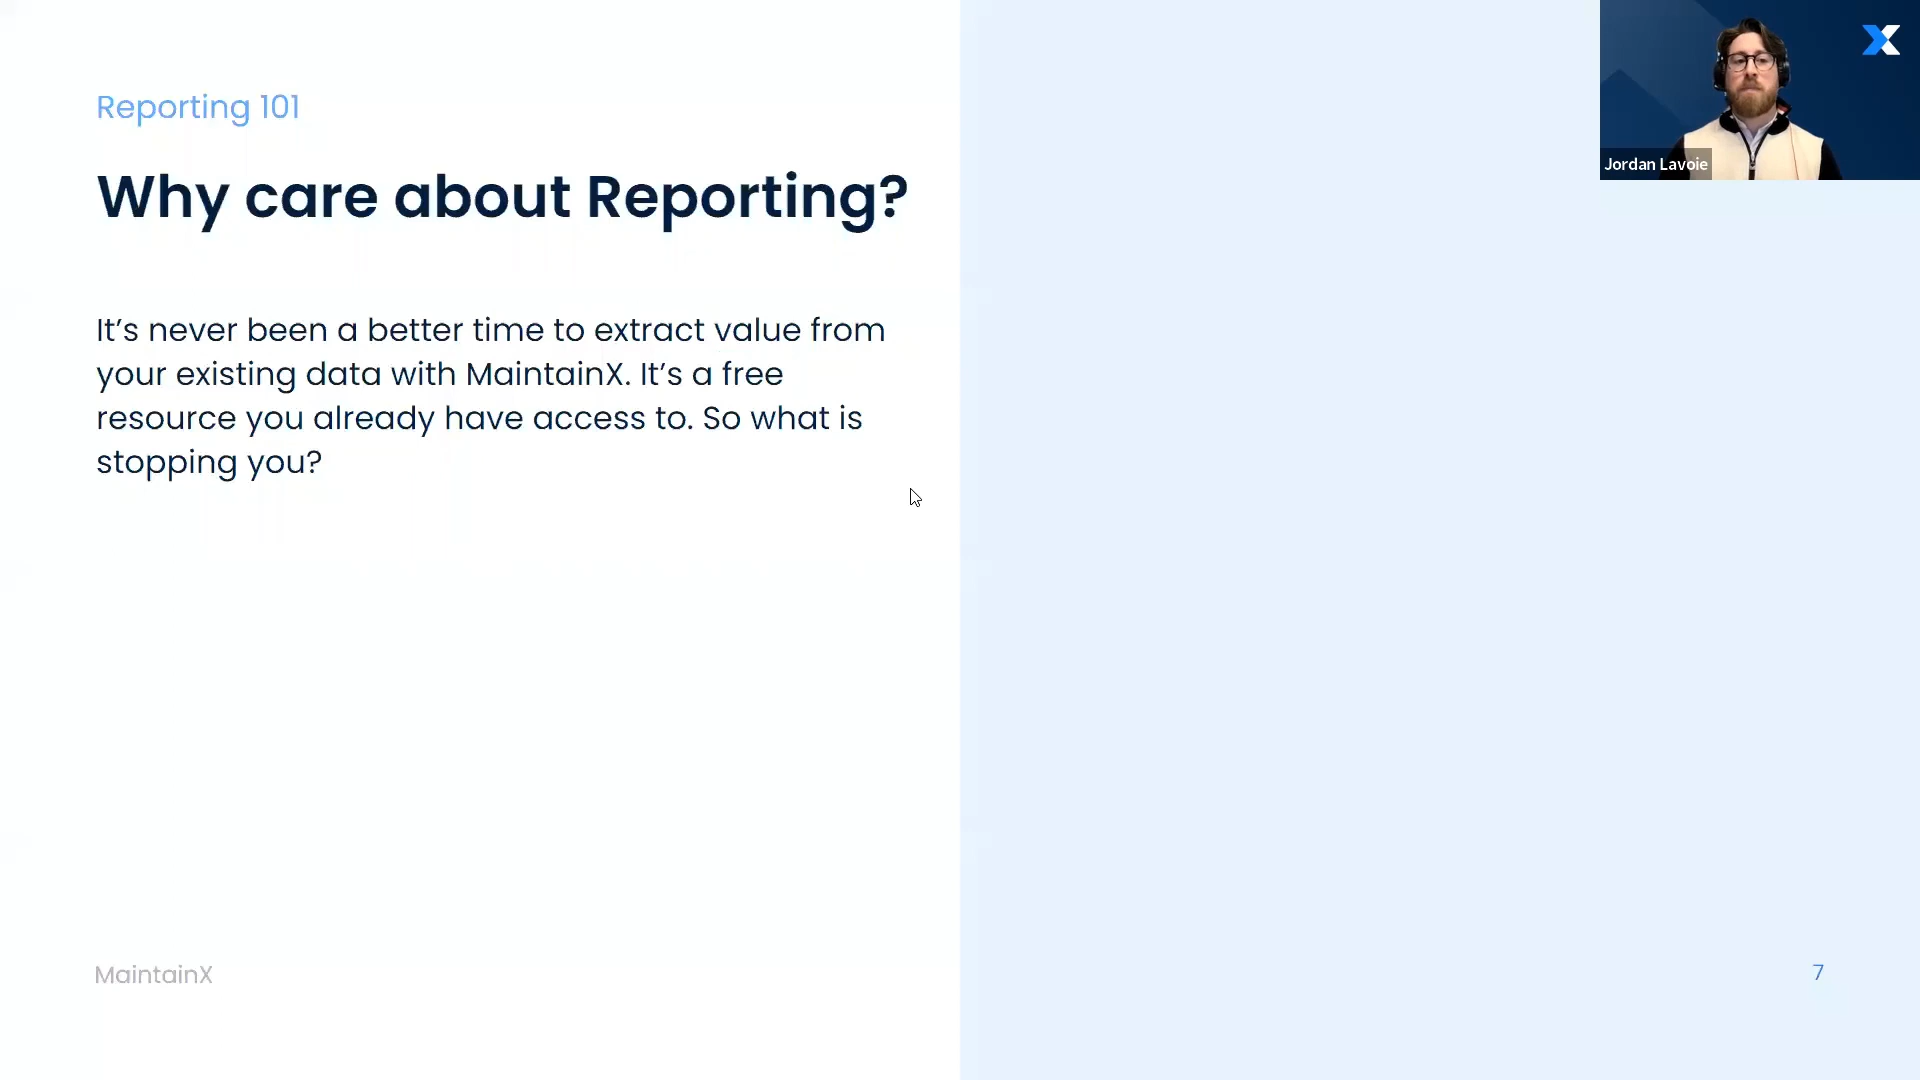 Reporting 101
Why care about Reporting?
It’s never been a better time to extract value from
your existing data with MaintainX. It’s a free
resource you already have access to. So what is
stopping you?
Jordan Lavoie
MaintainX
7